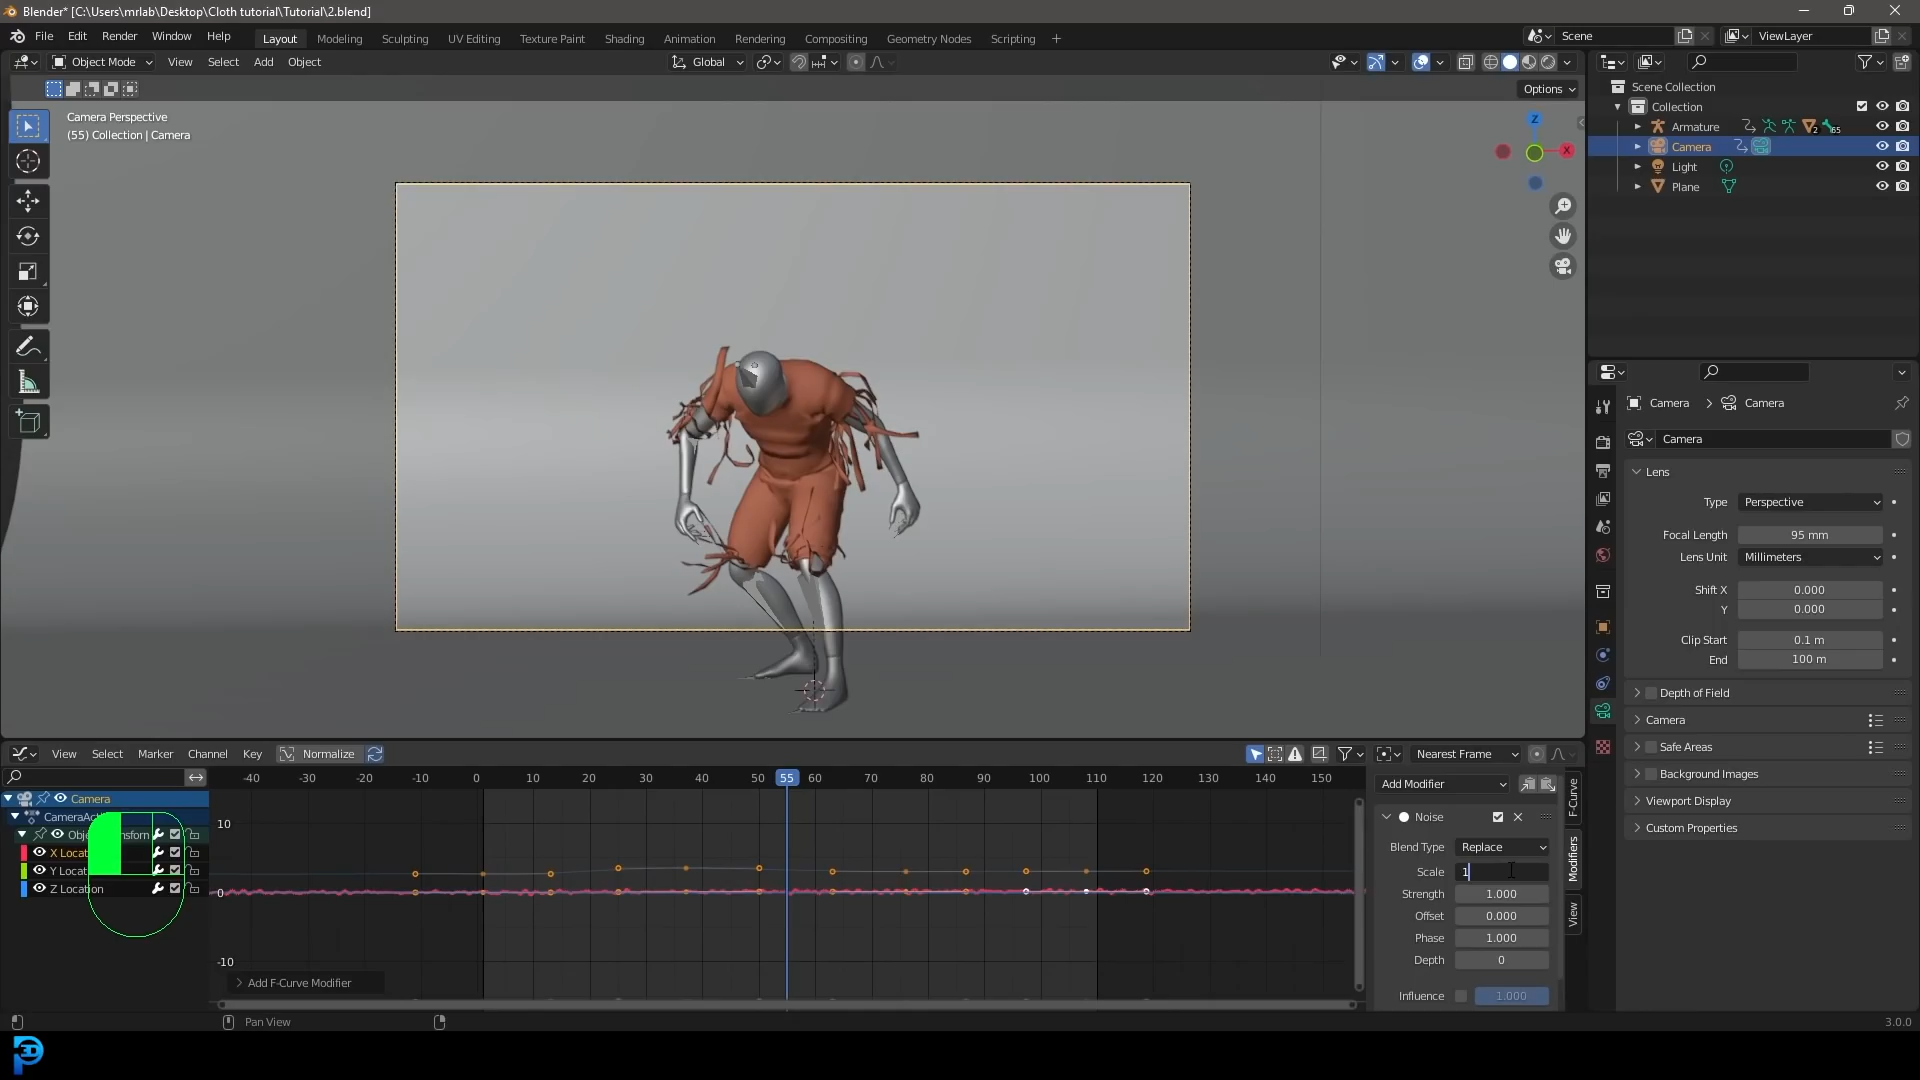 Blender* [C:\Users\mrlab\Desktop\Cloth tutorial\Tutorial\2.blend]
File Edit Render Window Help Layout Modeling Sculpting UV Editing Texture Paint Shading Animation Rendering Compositing Geometry Nodes Scripting + Scene ViewLayer
Object Mode View Select Add Object Global
Options
Camera Perspective
(55) Collection | Camera
Z
X
Scene Collection
Collection
Armature 2 65
Camera
Light
Plane
Camera > Camera
Camera
Lens
Type Perspective
Focal Length 95 mm
Lens Unit Millimeters
Shift X 0.000
Y 0.000
Clip Start 0.1 m
End 100 m
Depth of Field
Camera
Safe Areas
Background Images
Viewport Display
Custom Properties
View Select Marker Channel Key Normalize Nearest Frame
-40 -30 -20 -10 0 10 20 30 40 50 55 60 70 80 90 100 110 120 130 140 150
Camera
CameraAct
Obje nsforn
X Locat
Y Locat
Z Location
10
0
-10
Add F-Curve Modifier
Add Modifier
Noise
Blend Type Replace
Scale 1
Strength 1.000
Offset 0.000
Phase 1.000
Depth 0
Influence 1.000
F-Curve
Modifiers
View
Pan View
3.0.0